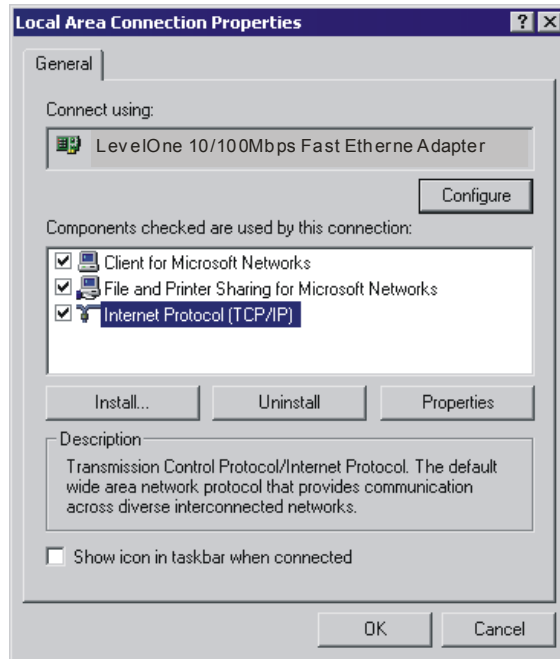 Local Area Connection Properties
General
Connect using:
LevelOne 10/100Mbps Fast Etherne Adapter
Configure
Components checked are used by this connection:
Client for Microsoft Networks
File and Printer Sharing for Microsoft Networks
Internet Protocol (TCP/IP)
Install... Uninstall Properties
Description
Transmission Control Protocol/Internet Protocol. The default
wide area network protocol that provides communication
across diverse interconnected networks.
Show icon in taskbar when connected
OK Cancel